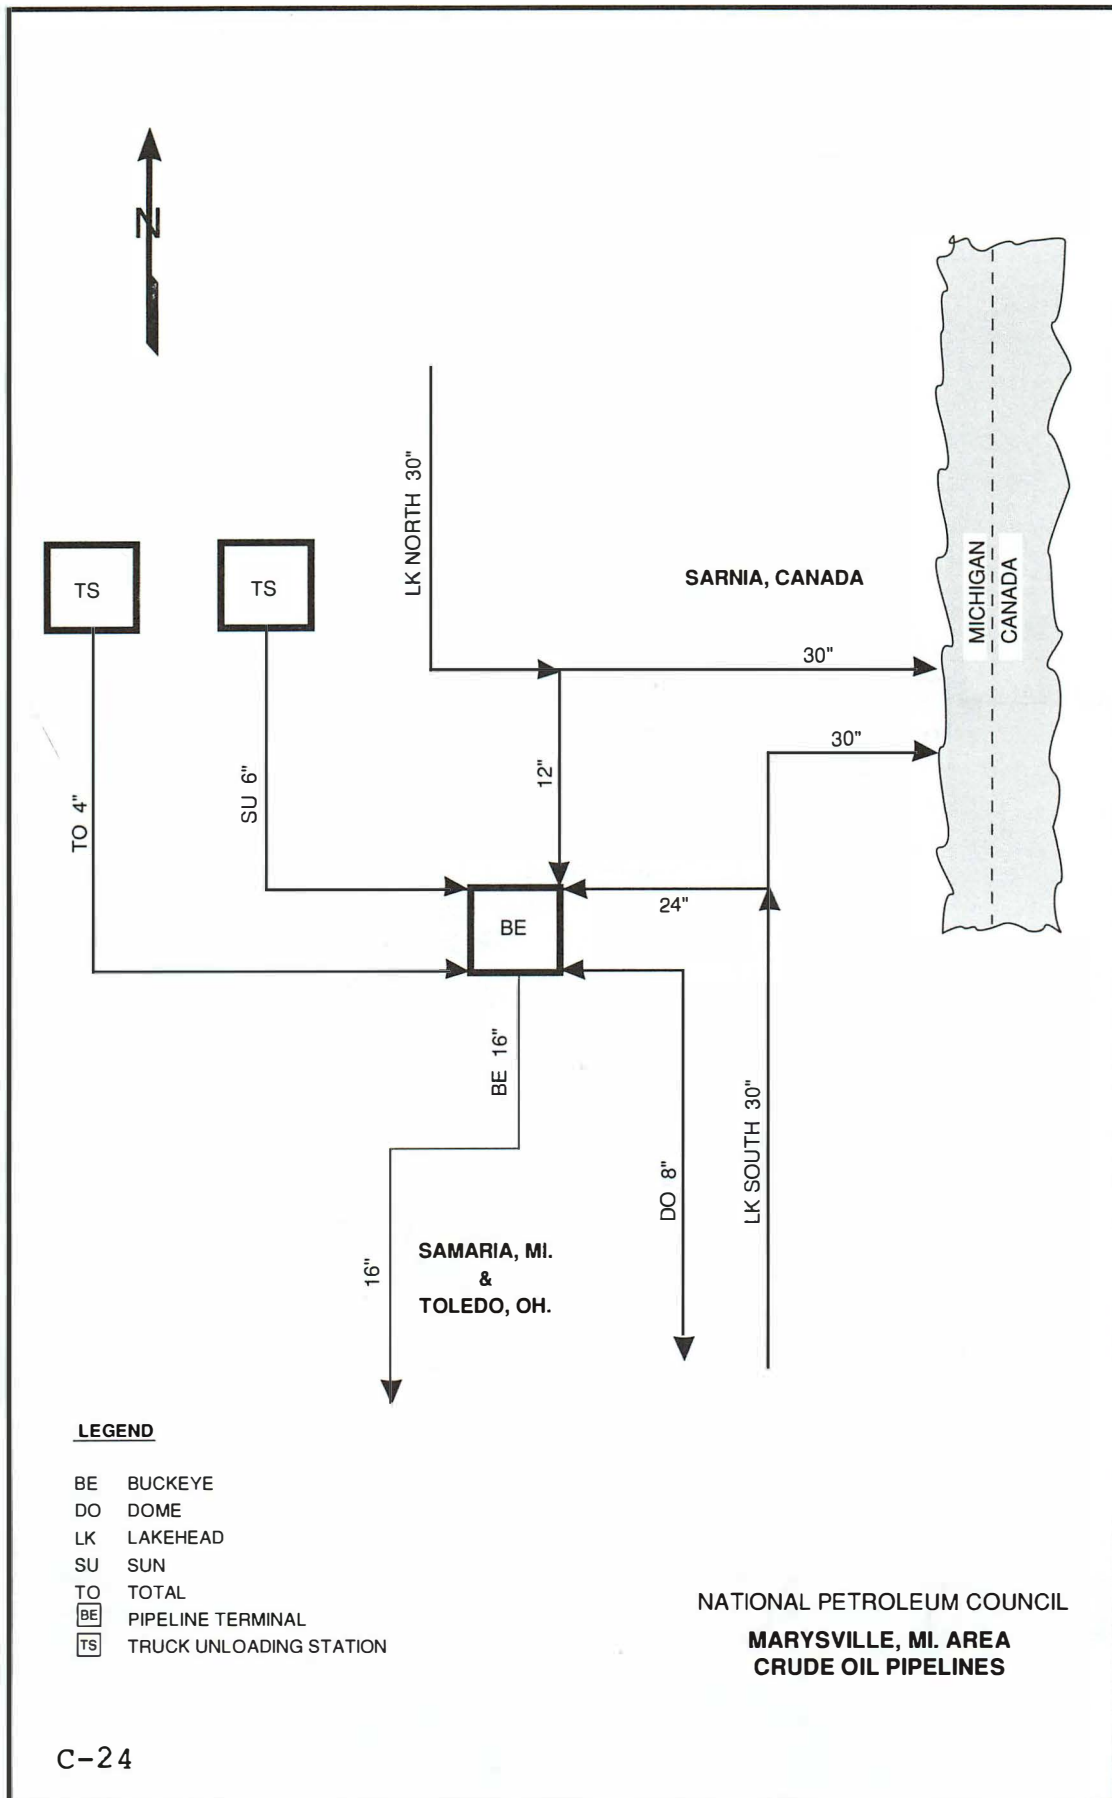 N
LK NORTH 30"
TS
TS
SARNIA, CANADA
MICHIGAN
CANADA
30"
30"
12"
SU 6"
TO 4"
24"
BE
BE 16"
LK SOUTH 30"
DO 8"
16"
SAMARIA, MI.
&
TOLEDO, OH.
LEGEND
BE BUCKEYE
DO DOME
LK LAKEHEAD
SU SUN
TO TOTAL
BE PIPELINE TERMINAL
TS TRUCK UNLOADING STATION
NATIONAL PETROLEUM COUNCIL
MARYSVILLE, MI. AREA
CRUDE OIL PIPELINES
C-24